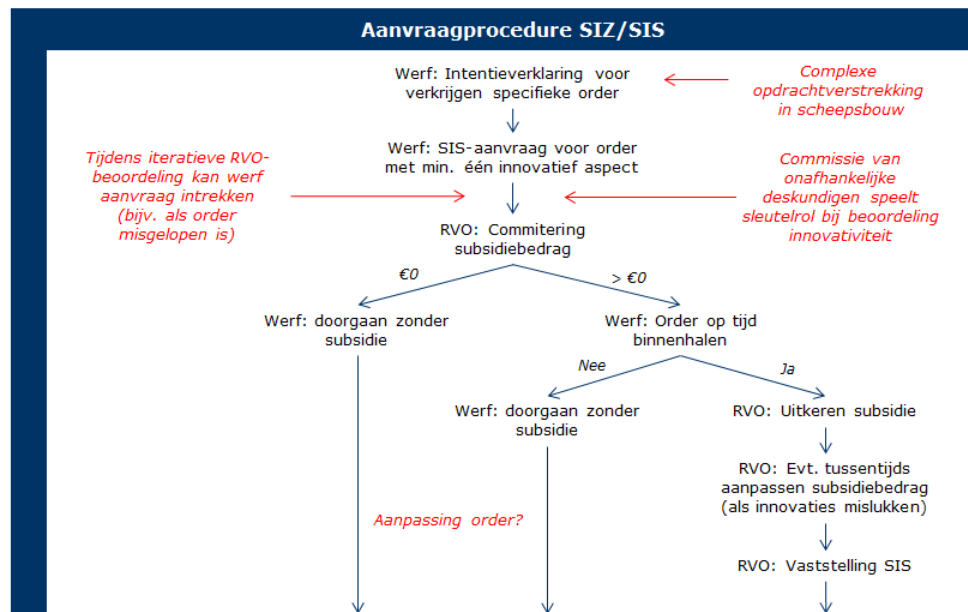 Aanvraagprocedure SIZ/SIS
Werf: Intentieverklaring voor
verkrijgen specifieke order
Complexe
opdrachtverstrekking
in scheepsbouw
Werf: SIS-aanvraag voor order
met min. één innovatief aspect
Tijdens iteratieve RVO-
beoordeling kan werf
aanvraag intrekken
(bijv. als order
misgelopen is)
Commissie van
onafhankelijke
deskundigen speelt
sleutelrol bij beoordeling
innovativiteit
RVO: Commitering
subsidiebedrag
€0
> €0
Werf: doorgaan zonder
subsidie
Werf: Order op tijd
binnenhalen
Nee
Ja
Werf: doorgaan zonder
subsidie
RVO: Uitkeren subsidie
RVO: Evt. tussentijds
aanpassen subsidiebedrag
(als innovaties mislukken)
Aanpassing order?
RVO: Vaststelling SIS